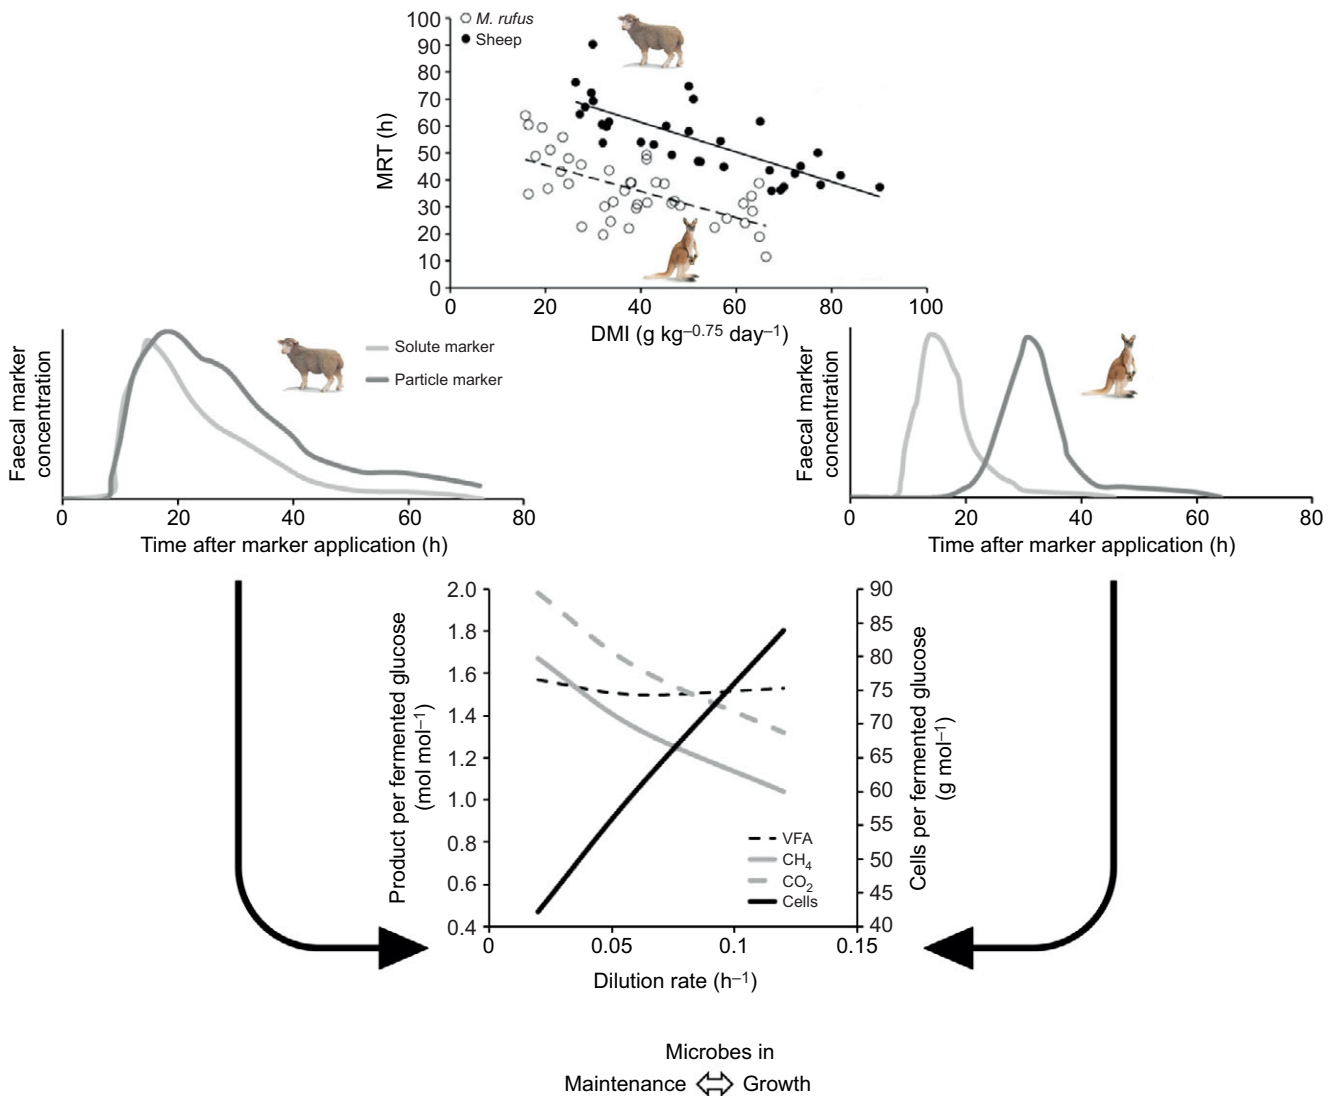 M. rufus
Sheep
100
90
80
70
60
50
40
30
20
10
0
MRT (h)
0 20 40 60 80 100
DMI (g kg–0.75 day–1)
Faecal marker
concentration
Solute marker
Particle marker
0 20 40 60 80
Time after marker application (h)
Faecal marker
concentration
0 20 40 60 80
Time after marker application (h)
Product per fermented glucose
(mol mol–1)
2.0
1.8
1.6
1.4
1.2
1.0
0.8
0.6
0.4
90
85
80
75
70
65
60
55
50
45
40
Cells per fermented glucose
(g mol–1)
VFA
CH4
CO2
Cells
0 0.05 0.1 0.15
Dilution rate (h–1)
Microbes in
Maintenance Growth